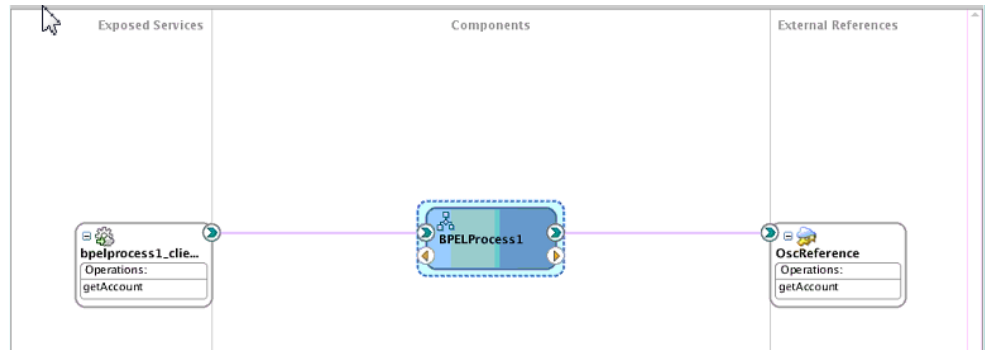 Exposed Services
Components
External References
bpelprocess1_clie...
Operations:
getAccount
BPELProcess1
OscReference
Operations:
getAccount